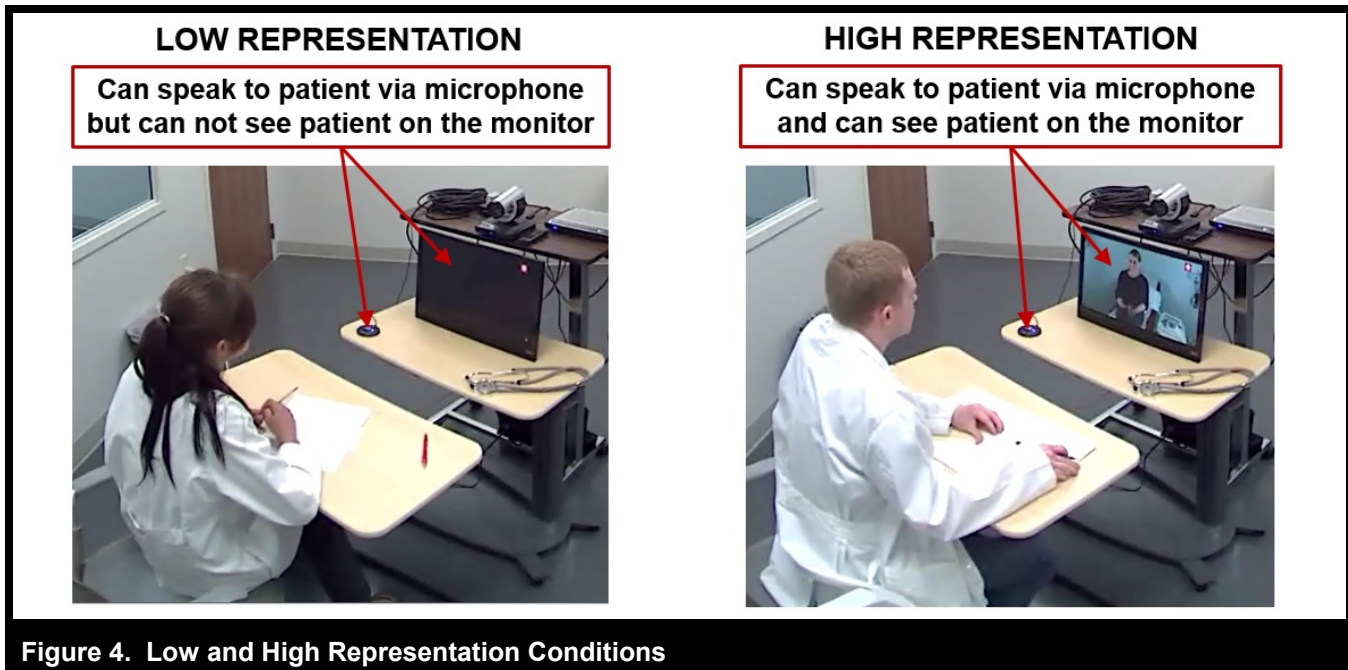 LOW REPRESENTATION
Can speak to patient via microphone
but can not see patient on the monitor
HIGH REPRESENTATION
Can speak to patient via microphone
and can see patient on the monitor
Figure 4. Low and High Representation Conditions